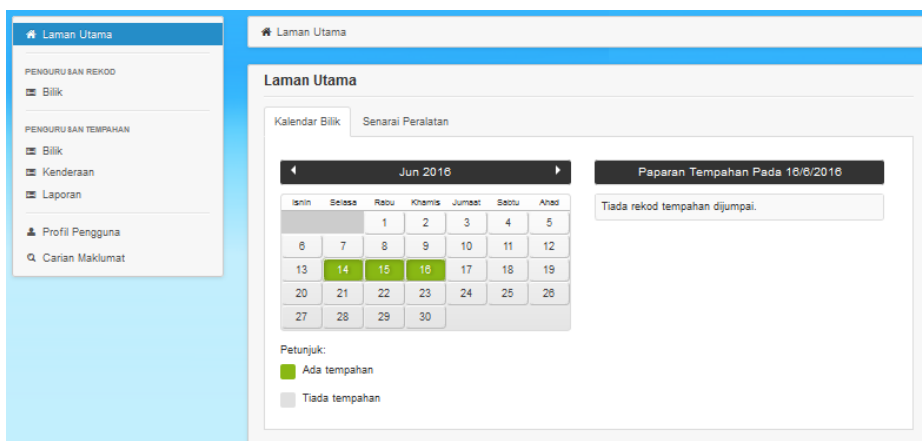 Laman Utama
PENGURUSAN REKOD
Bilik
PENGURUSAN TEMPAHAN
Bilik
Kenderaan
Laporan
Profil Pengguna
Carian Maklumat
Laman Utama
Laman Utama
Kalendar Bilik Senarai Peralatan
Jun 2016
Isnin Selasa Rabu Khamis Jumaat Sabtu Ahad
1 2 3 4 5
6 7 8 9 10 11 12
13 14 15 16 17 18 19
20 21 22 23 24 25 26
27 28 29 30
Petunjuk:
Ada tempahan
Tiada tempahan
Paparan Tempahan Pada 16/6/2016
Tiada rekod tempahan dijumpai.